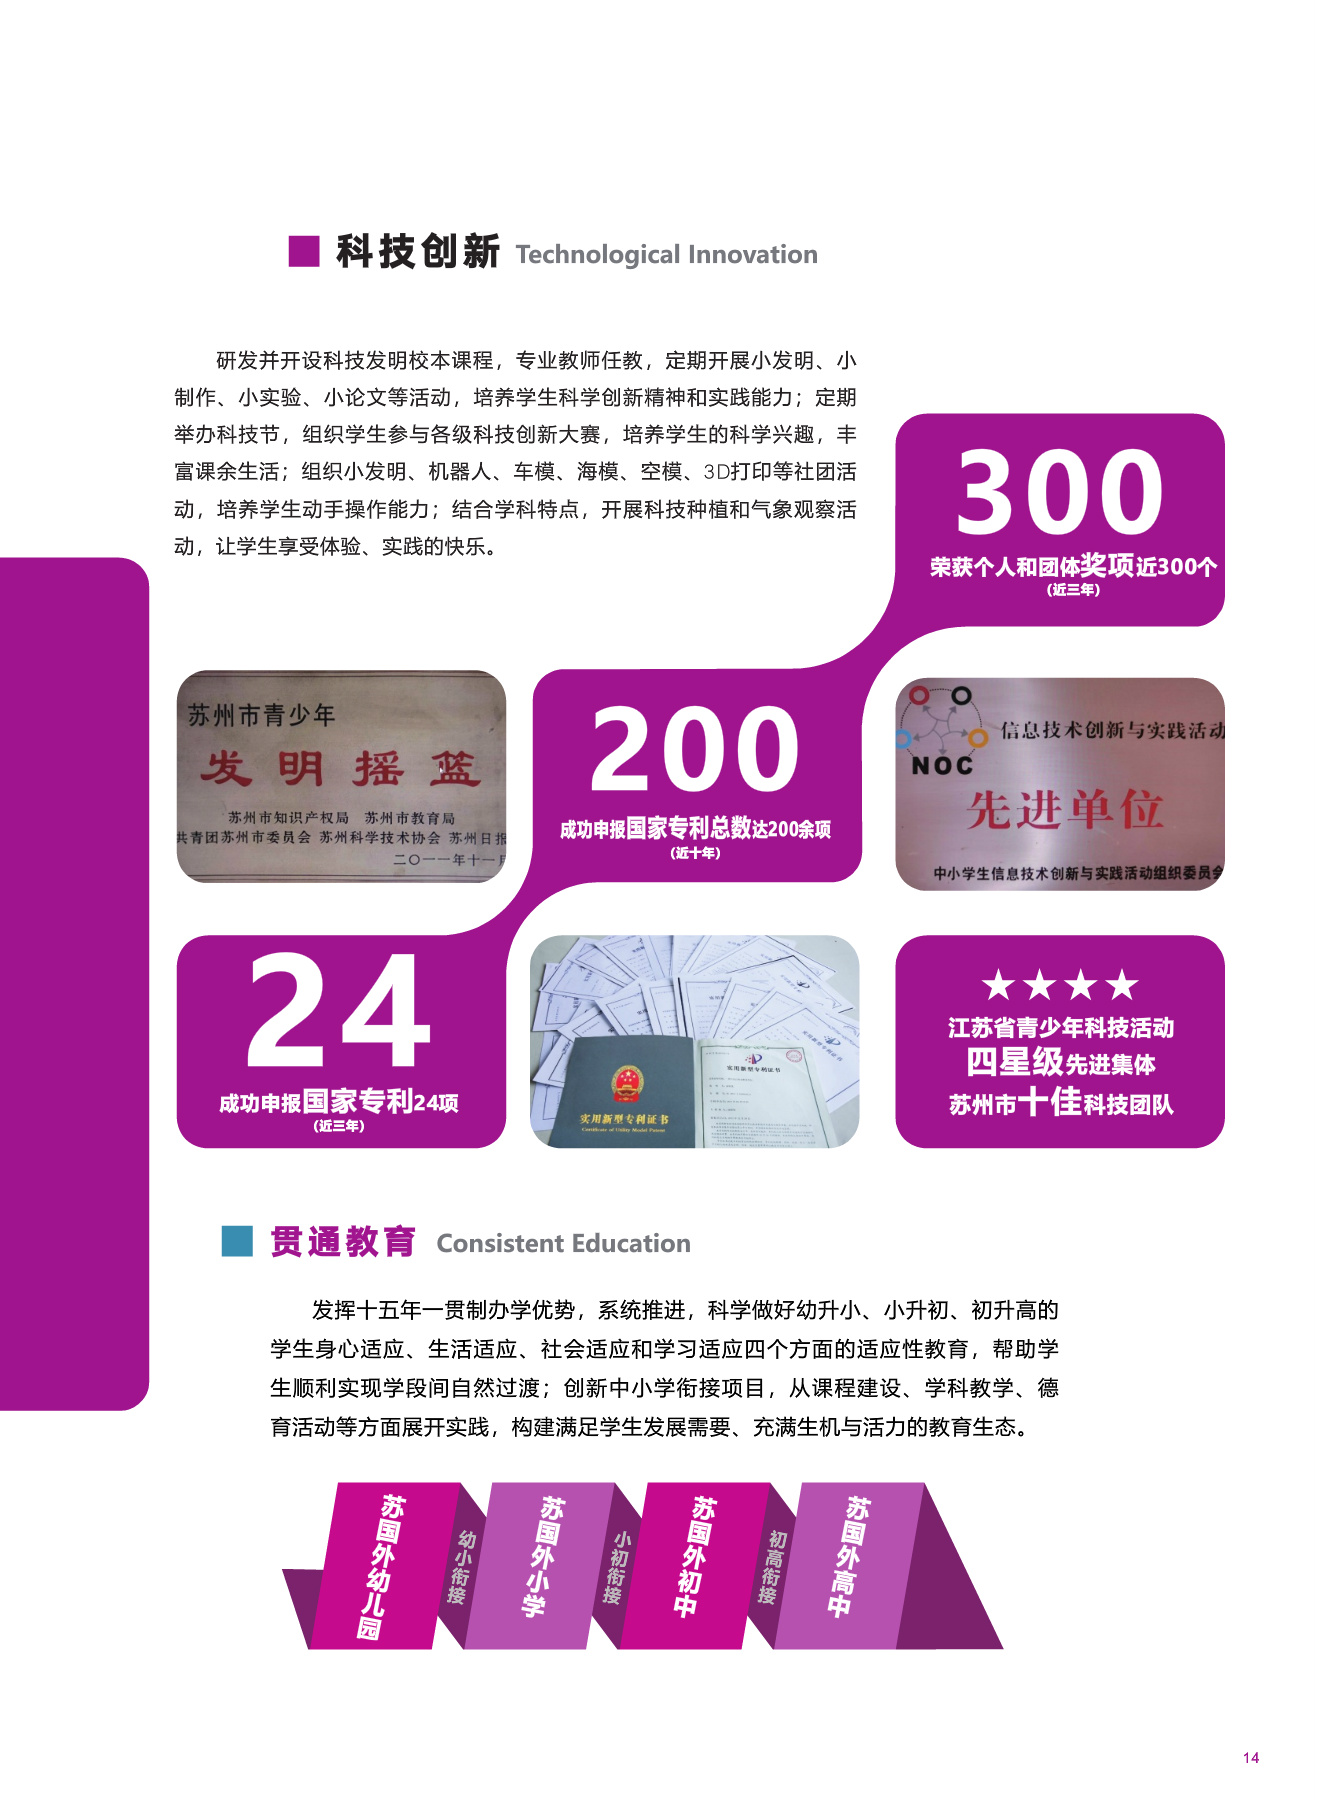 科技创新 Technological Innovation
研发并开设科技发明校本课程，专业教师任教，定期开展小发明、小
制作、小实验、小论文等活动，培养学生科学创新精神和实践能力；定期
举办科技节，组织学生参与各级科技创新大赛，培养学生的科学兴趣，丰
富课余生活；组织小发明、机器人、车模、海模、空模、3D打印等社团活
动，培养学生动手操作能力；结合学科特点，开展科技种植和气象观察活
动，让学生享受体验、实践的快乐。
300
荣获个人和团体奖项近300个
（近三年）
苏州市青少年
发明摇篮
苏州市知识产权局 苏州市教育局
共青团苏州市委员会 苏州科学技术协会 苏州日报
二〇一一年十一月
200
成功申报国家专利总数达200余项
（近十年）
NOC
信息技术创新与实践活动
先进单位
中小学生信息技术创新与实践活动组织委员会
24
成功申报国家专利24项
（近三年）
实用新型专利证书
Certificate of Utility Model Patent
实用新型专利证书
★★★★
江苏省青少年科技活动
四星级先进集体
苏州市十佳科技团队
贯通教育 Consistent Education
发挥十五年一贯制办学优势，系统推进，科学做好幼升小、小升初、初升高的
学生身心适应、生活适应、社会适应和学习适应四个方面的适应性教育，帮助学
生顺利实现学段间自然过渡；创新中小学衔接项目，从课程建设、学科教学、德
育活动等方面展开实践，构建满足学生发展需要、充满生机与活力的教育生态。
苏国外幼儿园
幼小衔接
苏国外小学
小初衔接
苏国外初中
初高衔接
苏国外高中
14